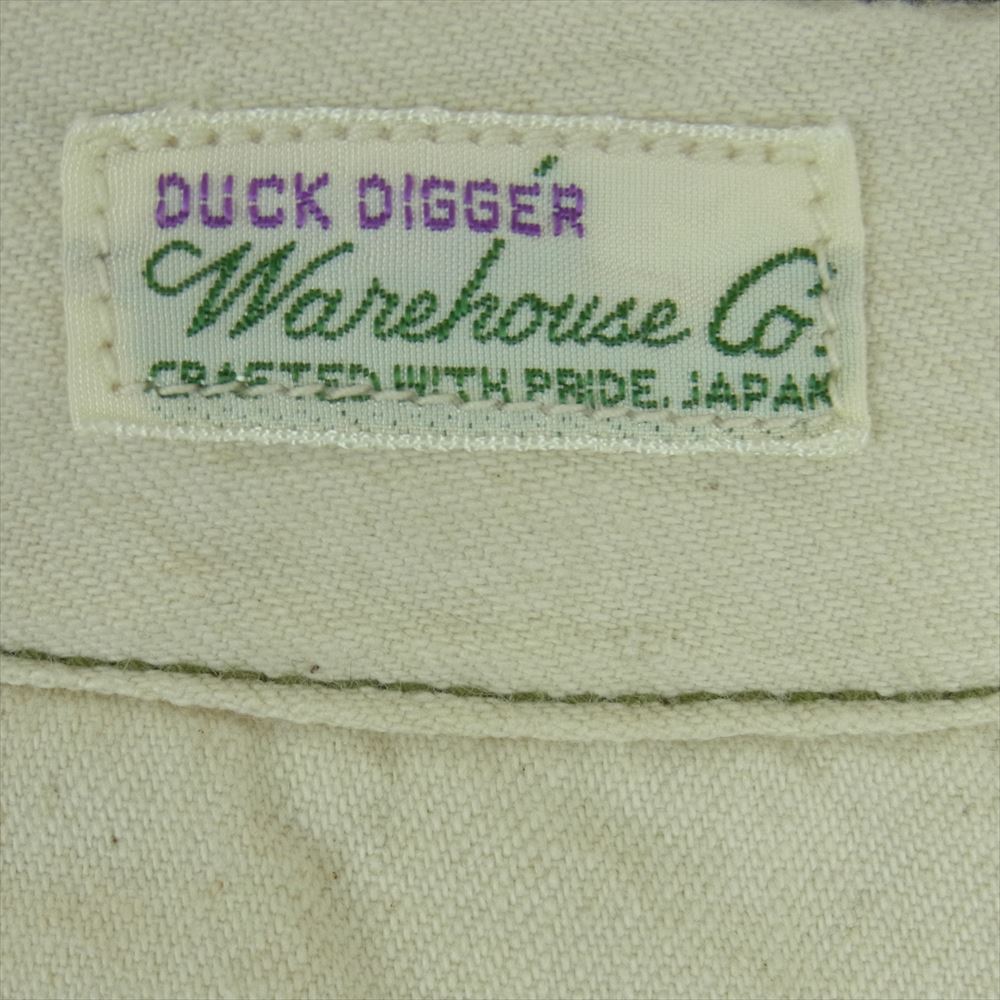 DUCK DIGGER
Warehouse Co.
CRAFTED WITH PRIDE. JAPAN